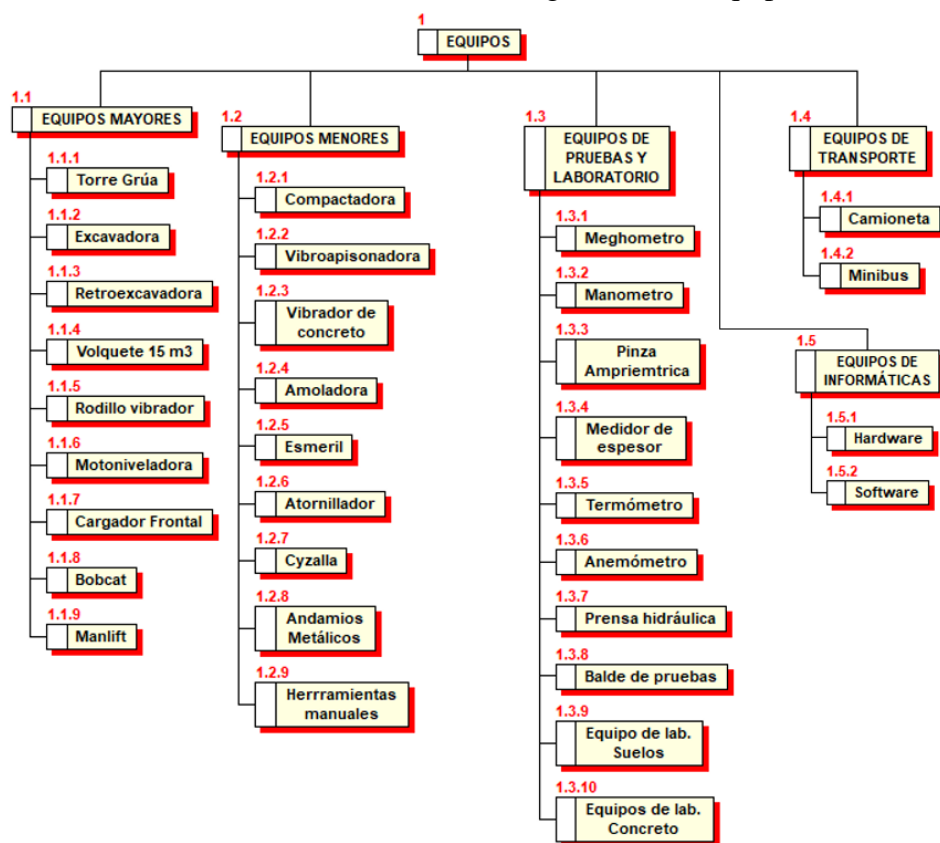 1
EQUIPOS
1.1
EQUIPOS MAYORES
1.1.1
Torre Grúa
1.1.2
Excavadora
1.1.3
Retroexcavadora
1.1.4
Volquete 15 m3
1.1.5
Rodillo vibrador
1.1.6
Motoniveladora
1.1.7
Cargador Frontal
1.1.8
Bobcat
1.1.9
Manlift
1.2
EQUIPOS MENORES
1.2.1
Compactadora
1.2.2
Vibroapisonadora
1.2.3
Vibrador de
concreto
1.2.4
Amoladora
1.2.5
Esmeril
1.2.6
Atornillador
1.2.7
Cyzalla
1.2.8
Andamios
Metálicos
1.2.9
Herrramientas
manuales
1.3
EQUIPOS DE
PRUEBAS Y
LABORATORIO
1.3.1
Meghometro
1.3.2
Manometro
1.3.3
Pinza
Ampriemtrica
1.3.4
Medidor de
espesor
1.3.5
Termómetro
1.3.6
Anemómetro
1.3.7
Prensa hidráulica
1.3.8
Balde de pruebas
1.3.9
Equipo de lab.
Suelos
1.3.10
Equipos de lab.
Concreto
1.4
EQUIPOS DE
TRANSPORTE
1.4.1
Camioneta
1.4.2
Minibus
1.5
EQUIPOS DE
INFORMÁTICAS
1.5.1
Hardware
1.5.2
Software